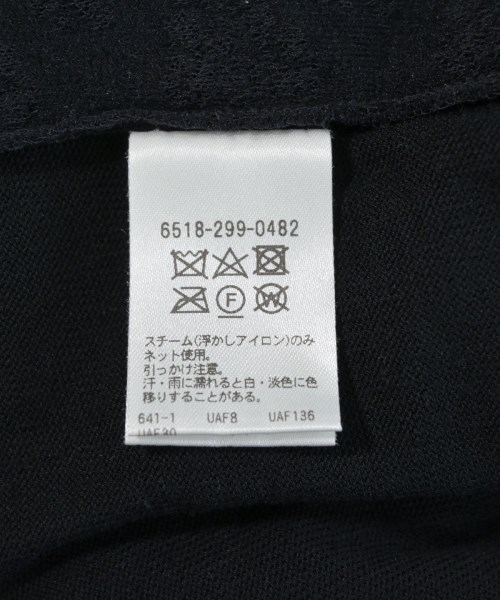 6518-299-0482
F W
スチーム(浮かしアイロン)のみ
ネット使用。
引っかけ注意。
汗・雨に濡れると白・淡色に色
移りすることがある。
641-1 UAF8 UAF136
UAF30